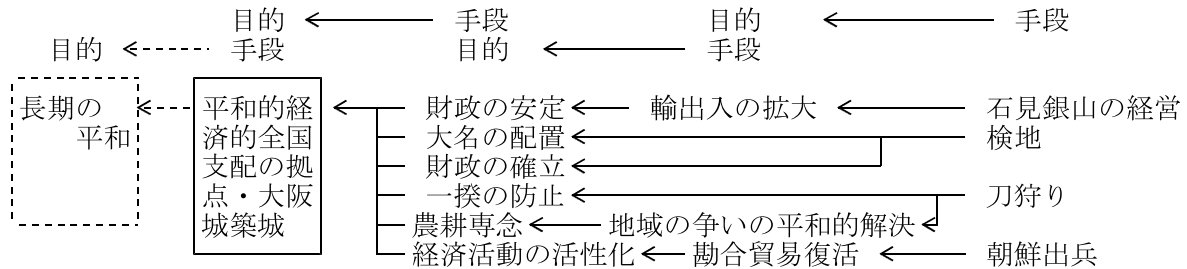 目的 手段 目的 手段
目的 手段 目的 手段
長期の
平和
平和的経
済的全国
支配の拠
点・大阪
城築城
財政の安定 輸出入の拡大 石見銀山の経営
大名の配置 検地
財政の確立
一揆の防止 刀狩り
農耕専念 地域の争いの平和的解決
経済活動の活性化 勘合貿易復活 朝鮮出兵